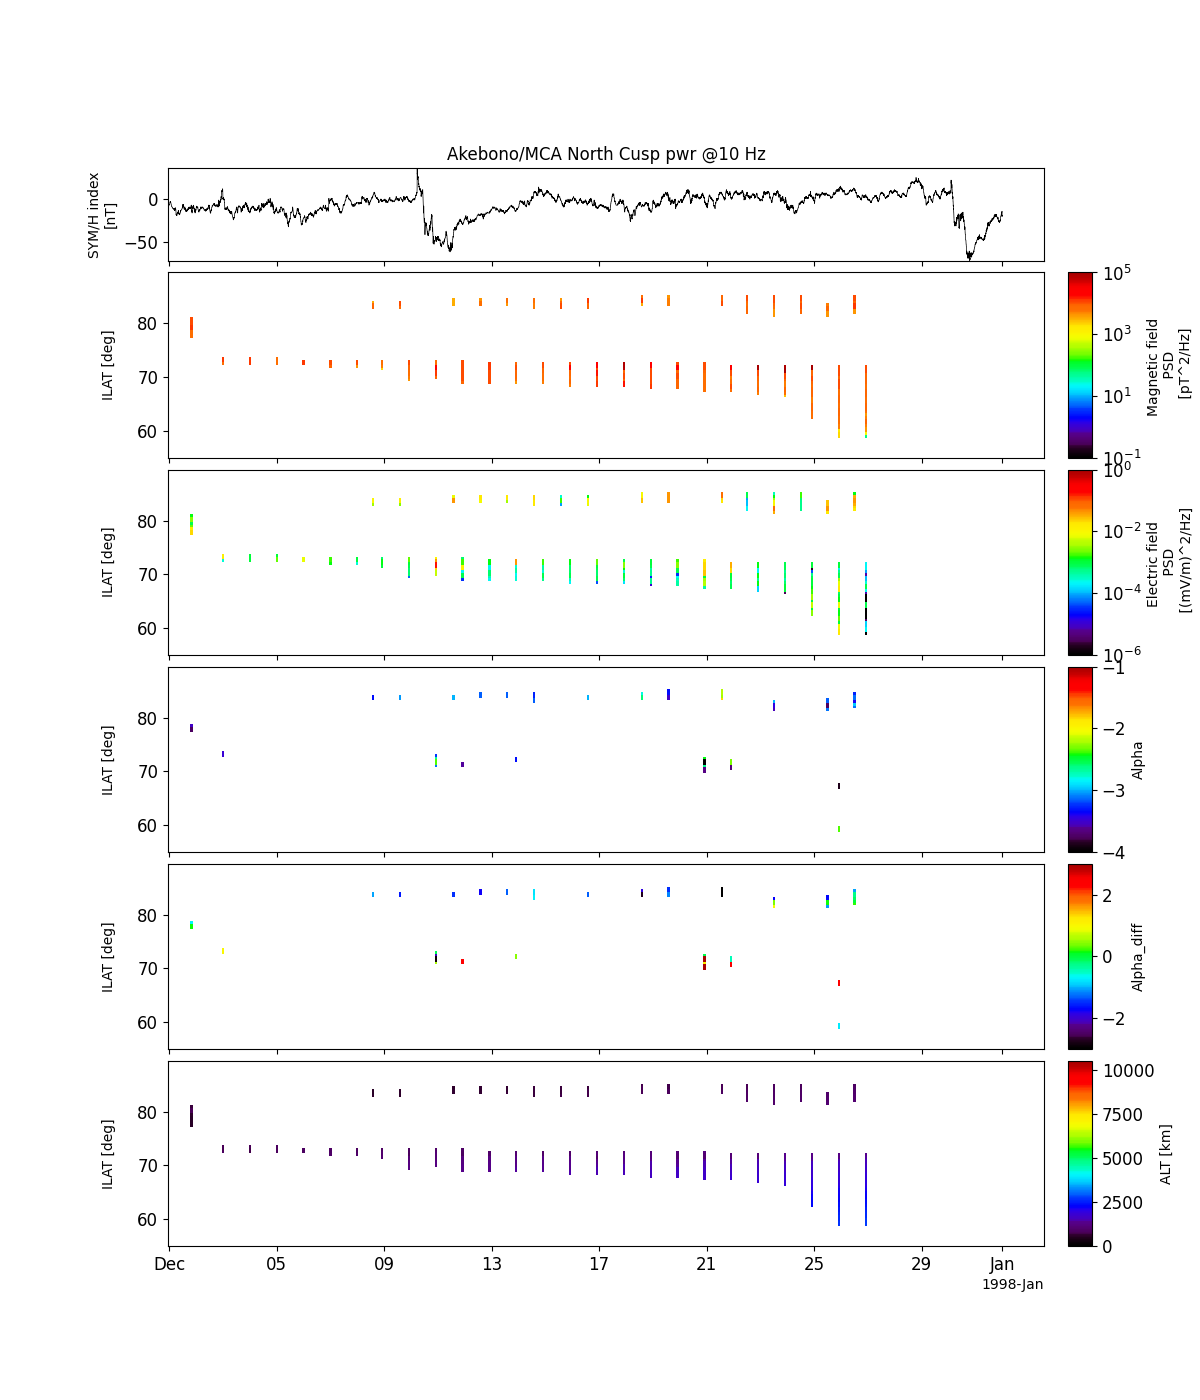 Akebono/MCA North Cusp pwr @10 Hz
SYM/H index
[nT]
0
−50
ILAT [deg]
80
70
60
10^5
10^3
10^1
10^−1
Magnetic field
PSD
[pT^2/Hz]
ILAT [deg]
80
70
60
10^0
10^−2
10^−4
10^−6
Electric field
PSD
[(mV/m)^2/Hz]
ILAT [deg]
80
70
60
−1
−2
−3
−4
Alpha
ILAT [deg]
80
70
60
2
0
−2
Alpha_diff
ILAT [deg]
80
70
60
10000
7500
5000
2500
0
ALT [km]
Dec 05 09 13 17 21 25 29 Jan
1998-Jan